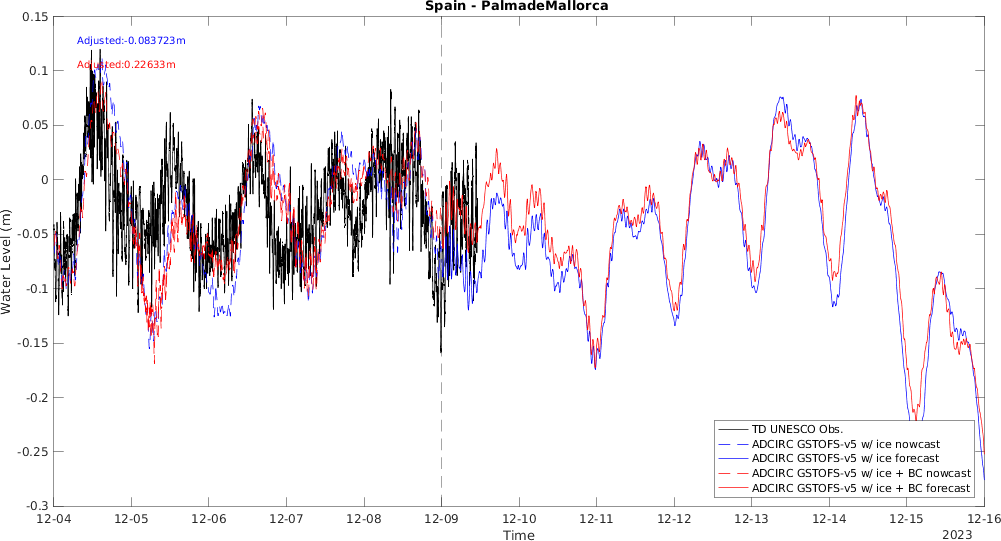 Spain - PalmadeMallorca
Adjusted:-0.083723m
Adjusted:0.22633m
Water Level (m)
0.15
0.1
0.05
0
-0.05
-0.1
-0.15
-0.2
-0.25
-0.3
12-04
12-05
12-06
12-07
12-08
12-09
12-10
12-11
12-12
12-13
12-14
12-15
12-16
Time
2023
TD UNESCO Obs.
ADCIRC GSTOFS-v5 w/ ice nowcast
ADCIRC GSTOFS-v5 w/ ice forecast
ADCIRC GSTOFS-v5 w/ ice + BC nowcast
ADCIRC GSTOFS-v5 w/ ice + BC forecast